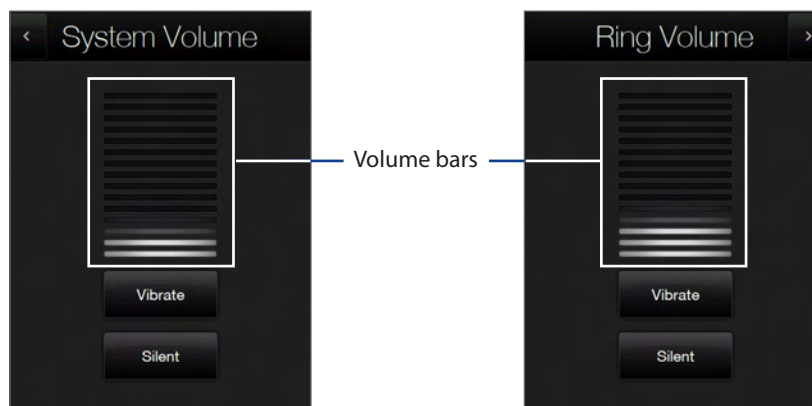 System Volume
Ring Volume
Volume bars
Vibrate
Vibrate
Silent
Silent